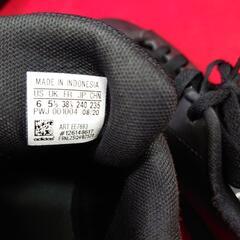 MADE IN INDONESIA
US UK FR JP CHN
6 5½ 38⅔ 240 235
PWJ 001004 08/20
ART EE7883
adidas